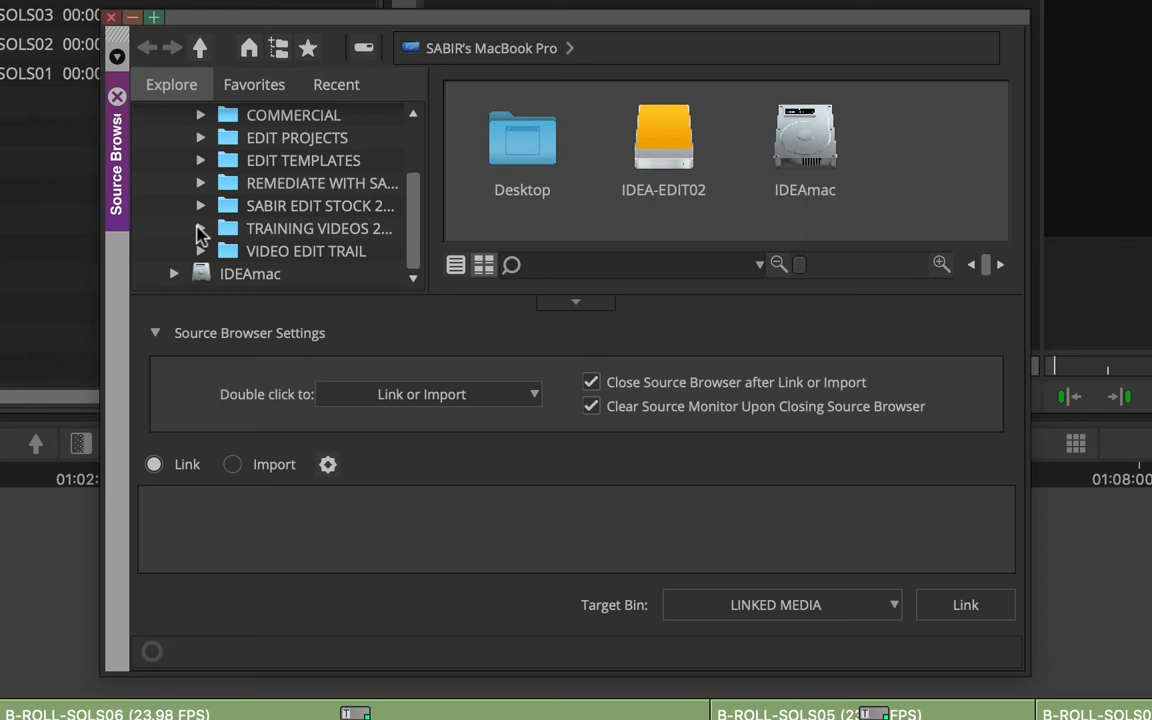 SOLS03 00:00
SOLS02 00:00
SOLS01 00:00
SABIR's MacBook Pro
Explore
Favorites
Recent
Source Brows
COMMERCIAL
EDIT PROJECTS
EDIT TEMPLATES
REMEDIATE WITH SA...
SABIR EDIT STOCK 2...
TRAINING VIDEOS 2...
VIDEO EDIT TRAIL
IDEAmac
Desktop
IDEA-EDIT02
IDEAmac
Source Browser Settings
Double click to:
Link or Import
Close Source Browser after Link or Import
Clear Source Monitor Upon Closing Source Browser
Link
Import
01:02:
01:08:00
Target Bin:
LINKED MEDIA
Link
B-ROLL-SOLS06 (23.98 FPS)
T
B-ROLL-SOLS05 (23
T
FPS)
B-ROLL-SOLS0